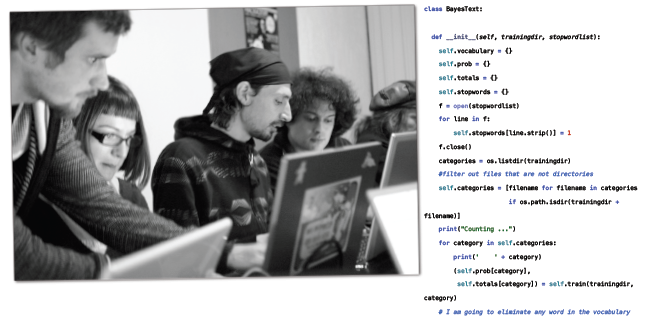 class BayesText:
def __init__(self, trainingdir, stopwordlist):
self.vocabulary = {}
self.prob = {}
self.totals = {}
self.stopwords = {}
f = open(stopwordlist)
for line in f:
self.stopwords[line.strip()] = 1
f.close()
categories = os.listdir(trainingdir)
#filter out files that are not directories
self.categories = [filename for filename in categories
if os.path.isdir(trainingdir +
filename)]
print("Counting ...")
for category in self.categories:
print('    ' + category)
(self.prob[category],
self.totals[category]) = self.train(trainingdir,
category)
# I am going to eliminate any word in the vocabulary